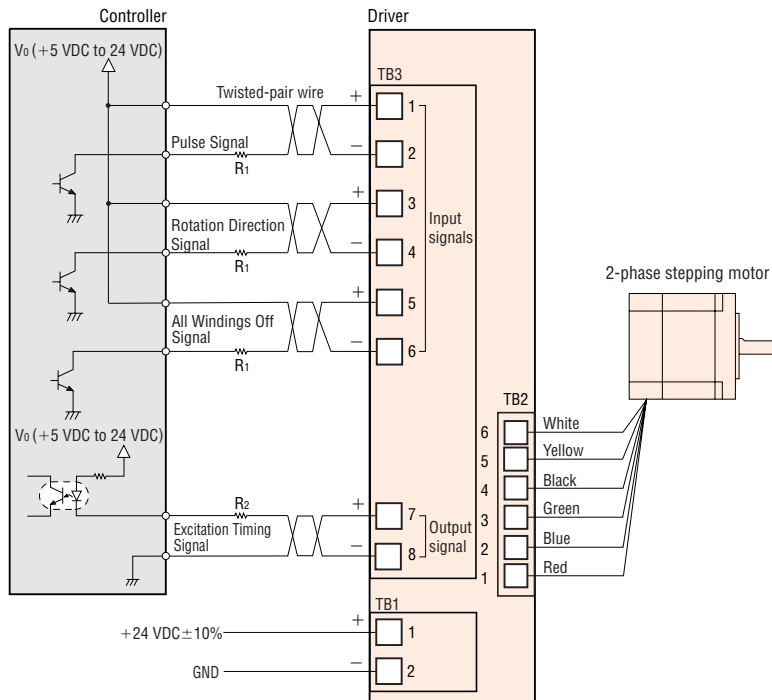 Controller
Driver
V0 (+5 VDC to 24 VDC)
TB3
Twisted-pair wire
+
1
Pulse Signal
−
2
R1
+
3
Rotation Direction
Signal
−
4
R1
Input
signals
+
5
All Windings Off
Signal
−
6
R1
2-phase stepping motor
TB2
6
White
5
Yellow
4
Black
3
Green
2
Blue
1
Red
V0 (+5 VDC to 24 VDC)
R2
+
7
Excitation Timing
Signal
−
8
Output
signal
TB1
+24 VDC±10%
+
1
GND
−
2